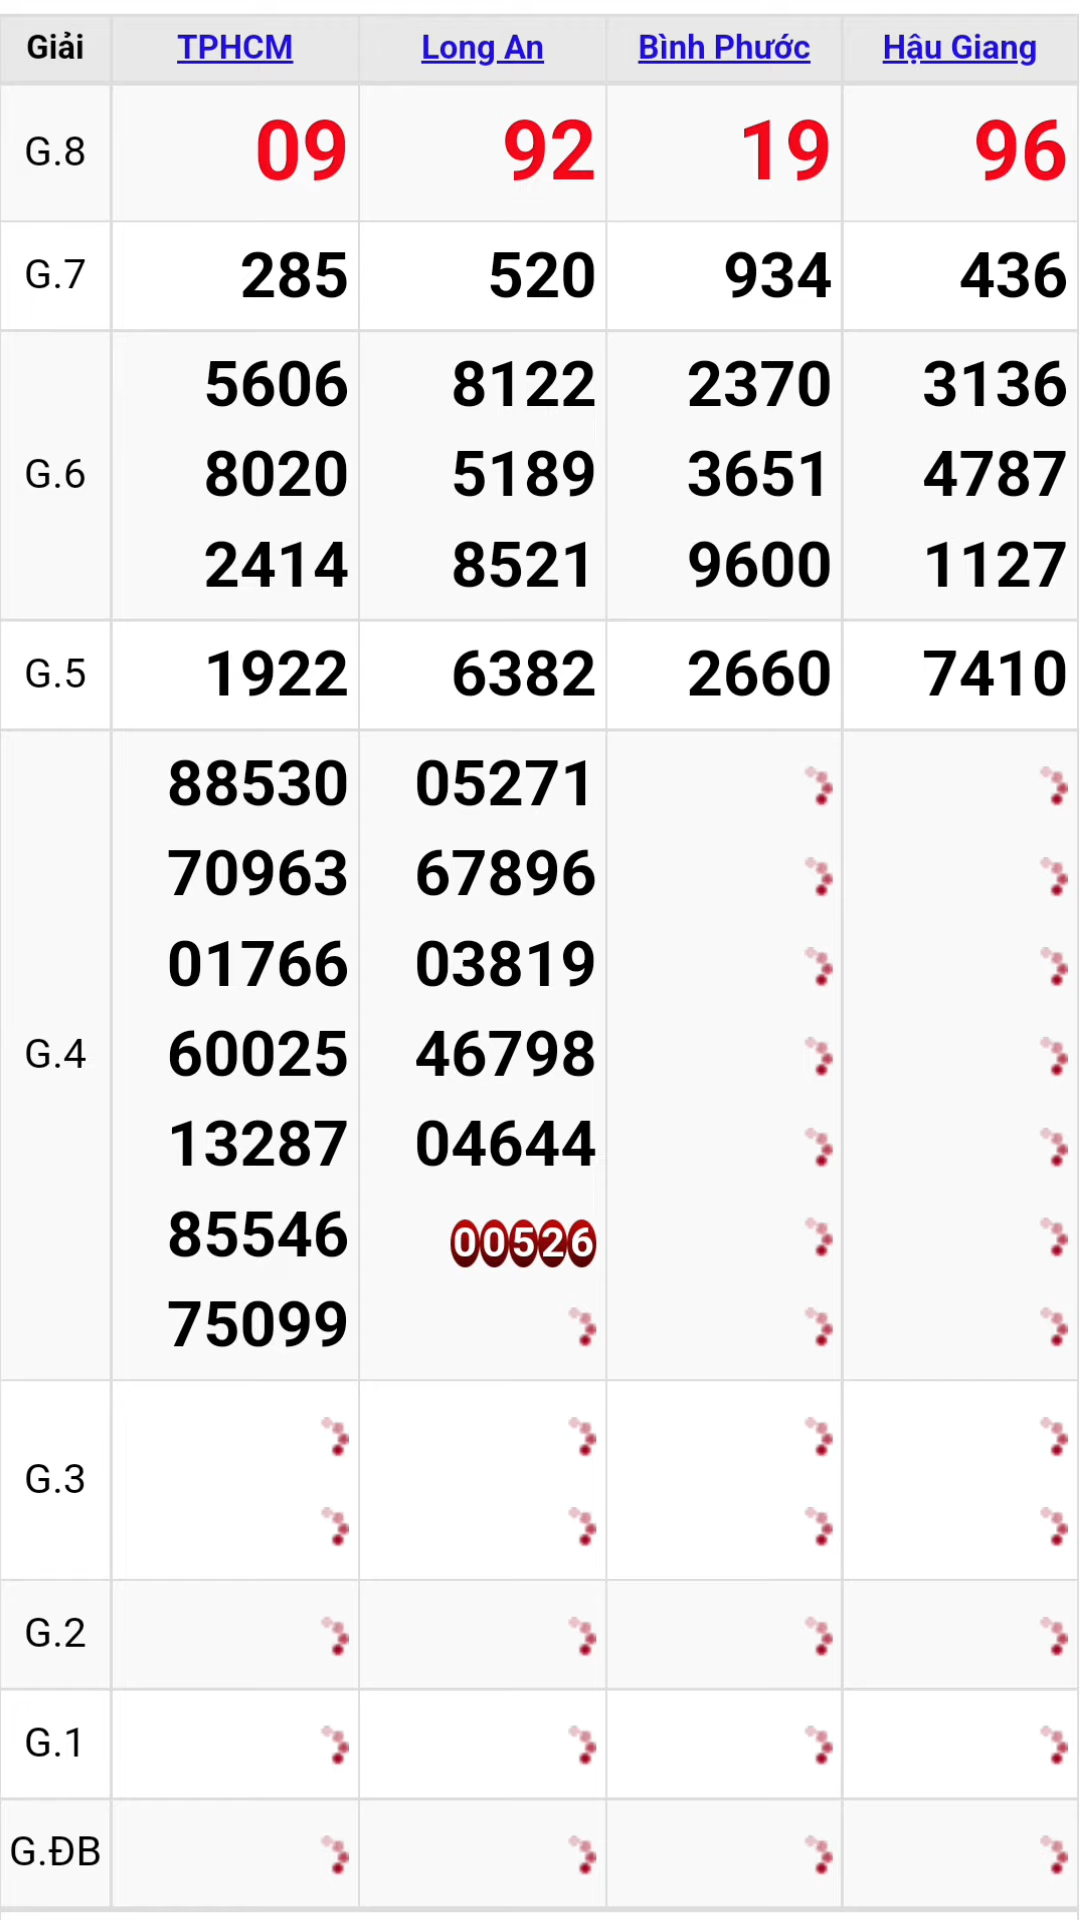 Giải TPHCM Long An Bình Phước Hậu Giang
G.8 09 92 19 96
G.7 285 520 934 436
5606 8122 2370 3136
G.6 8020 5189 3651 4787
2414 8521 9600 1127
G.5 1922 6382 2660 7410
88530 05271
70963 67896
01766 03819
G.4 60025 46798
13287 04644
85546 00526
75099
G.3
G.2
G.1
G.ĐB